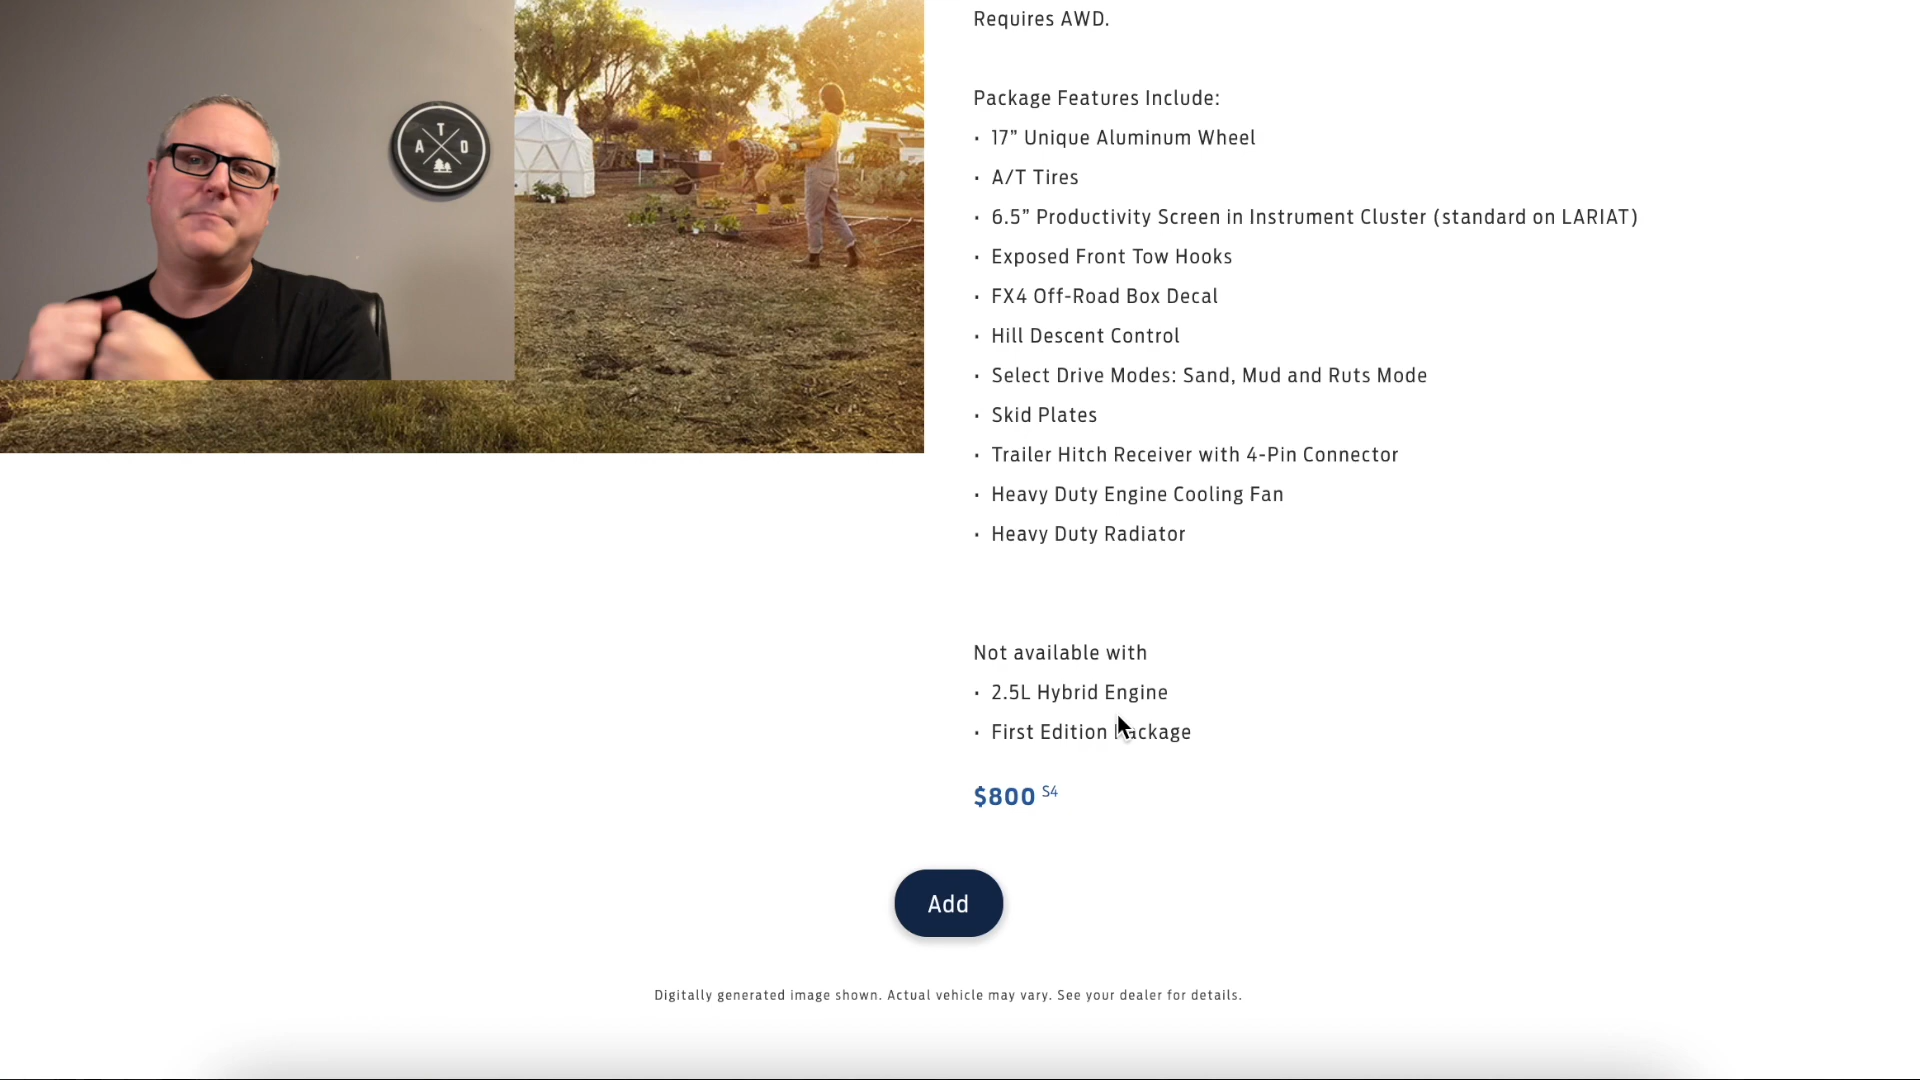 T
A O
Requires AWD.
Package Features Include:
· 17” Unique Aluminum Wheel
· A/T Tires
· 6.5” Productivity Screen in Instrument Cluster (standard on LARIAT)
· Exposed Front Tow Hooks
· FX4 Off-Road Box Decal
· Hill Descent Control
· Select Drive Modes: Sand, Mud and Ruts Mode
· Skid Plates
· Trailer Hitch Receiver with 4-Pin Connector
· Heavy Duty Engine Cooling Fan
· Heavy Duty Radiator
Not available with
· 2.5L Hybrid Engine
· First Edition Package
$800 S4
Add
Digitally generated image shown. Actual vehicle may vary. See your dealer for details.